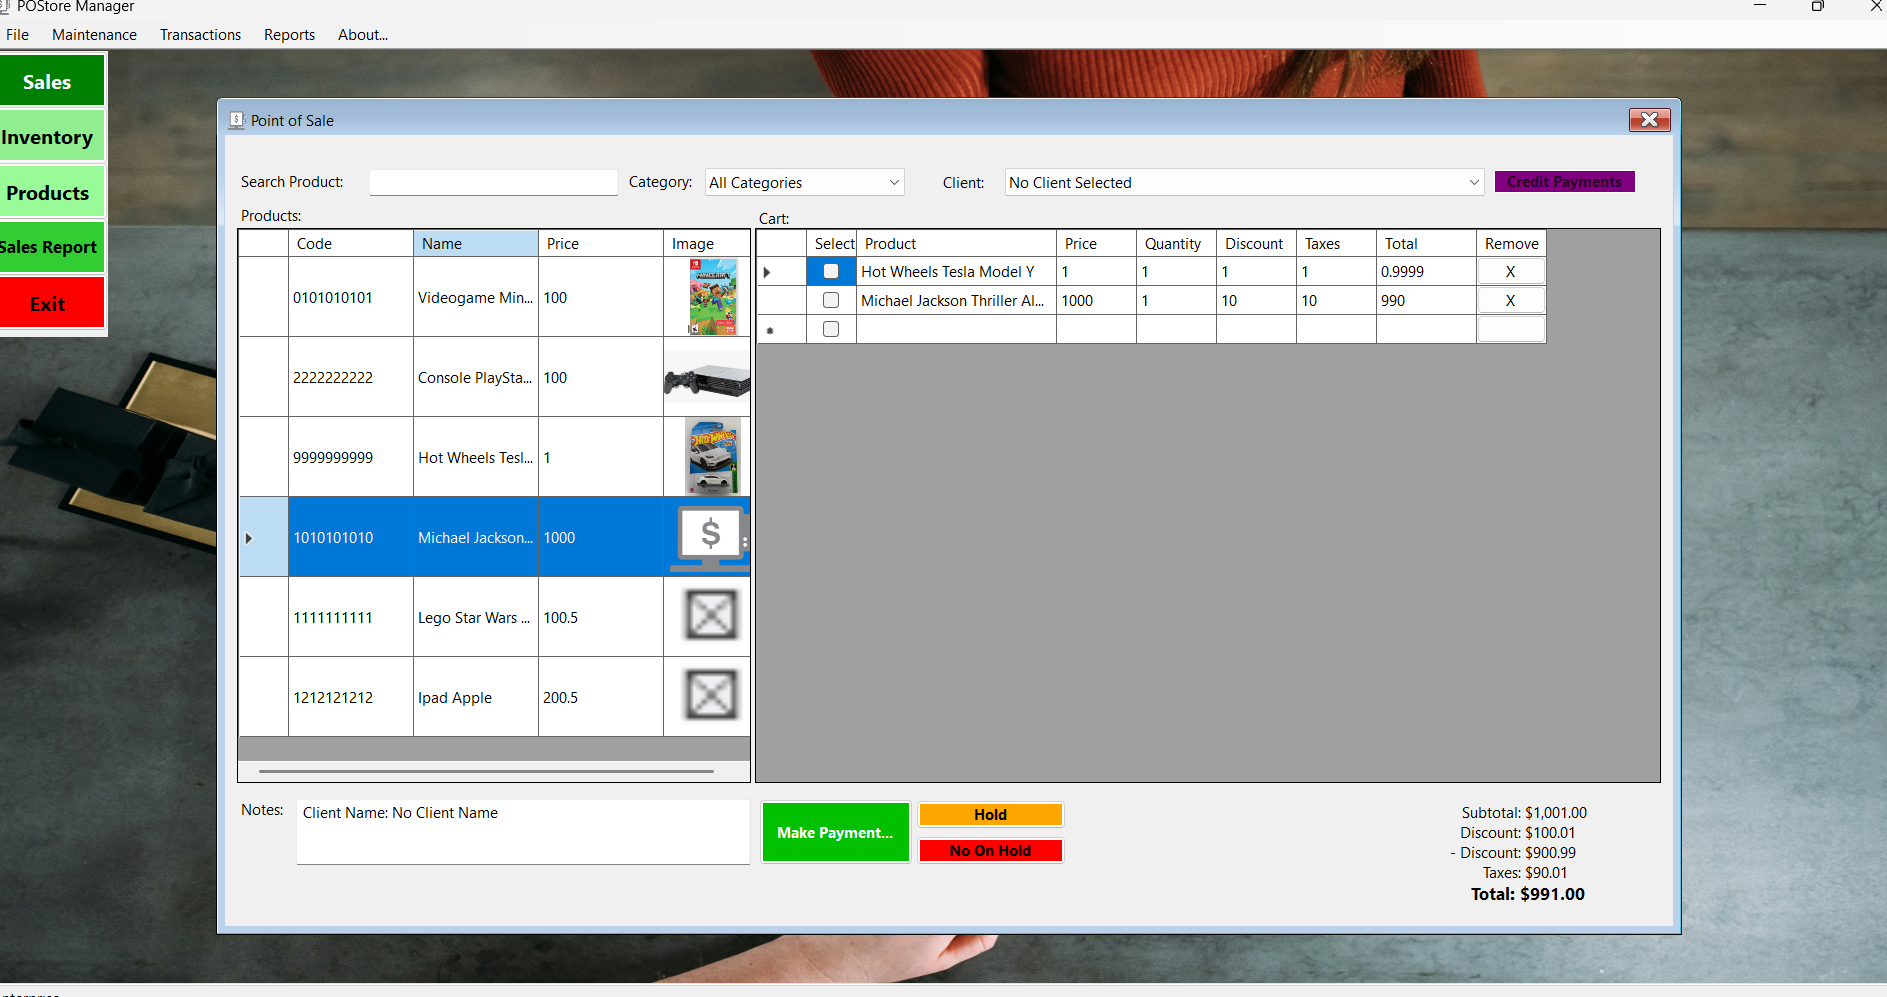 POStore Manager
File Maintenance Transactions Reports About...
Sales
Inventory
Products
Sales Report
Exit
Point of Sale
Search Product: Category: All Categories Client: No Client Selected Credit Payments
Products:
Code Name Price Image
0101010101 Videogame Min... 100
MINECRAFT
2222222222 Console PlaySta... 100
9999999999 Hot Wheels Tesl... 1
Hot Wheels
1010101010 Michael Jackson... 1000
$
1111111111 Lego Star Wars ... 100.5
1212121212 Ipad Apple 200.5
Cart:
Select Product Price Quantity Discount Taxes Total Remove
Hot Wheels Tesla Model Y 1 1 1 1 0.9999 X
Michael Jackson Thriller Al... 1000 1 10 10 990 X
Notes: Client Name: No Client Name
Make Payment...
Hold
No On Hold
Subtotal: $1,001.00
Discount: $100.01
- Discount: $900.99
Taxes: $90.01
Total: $991.00